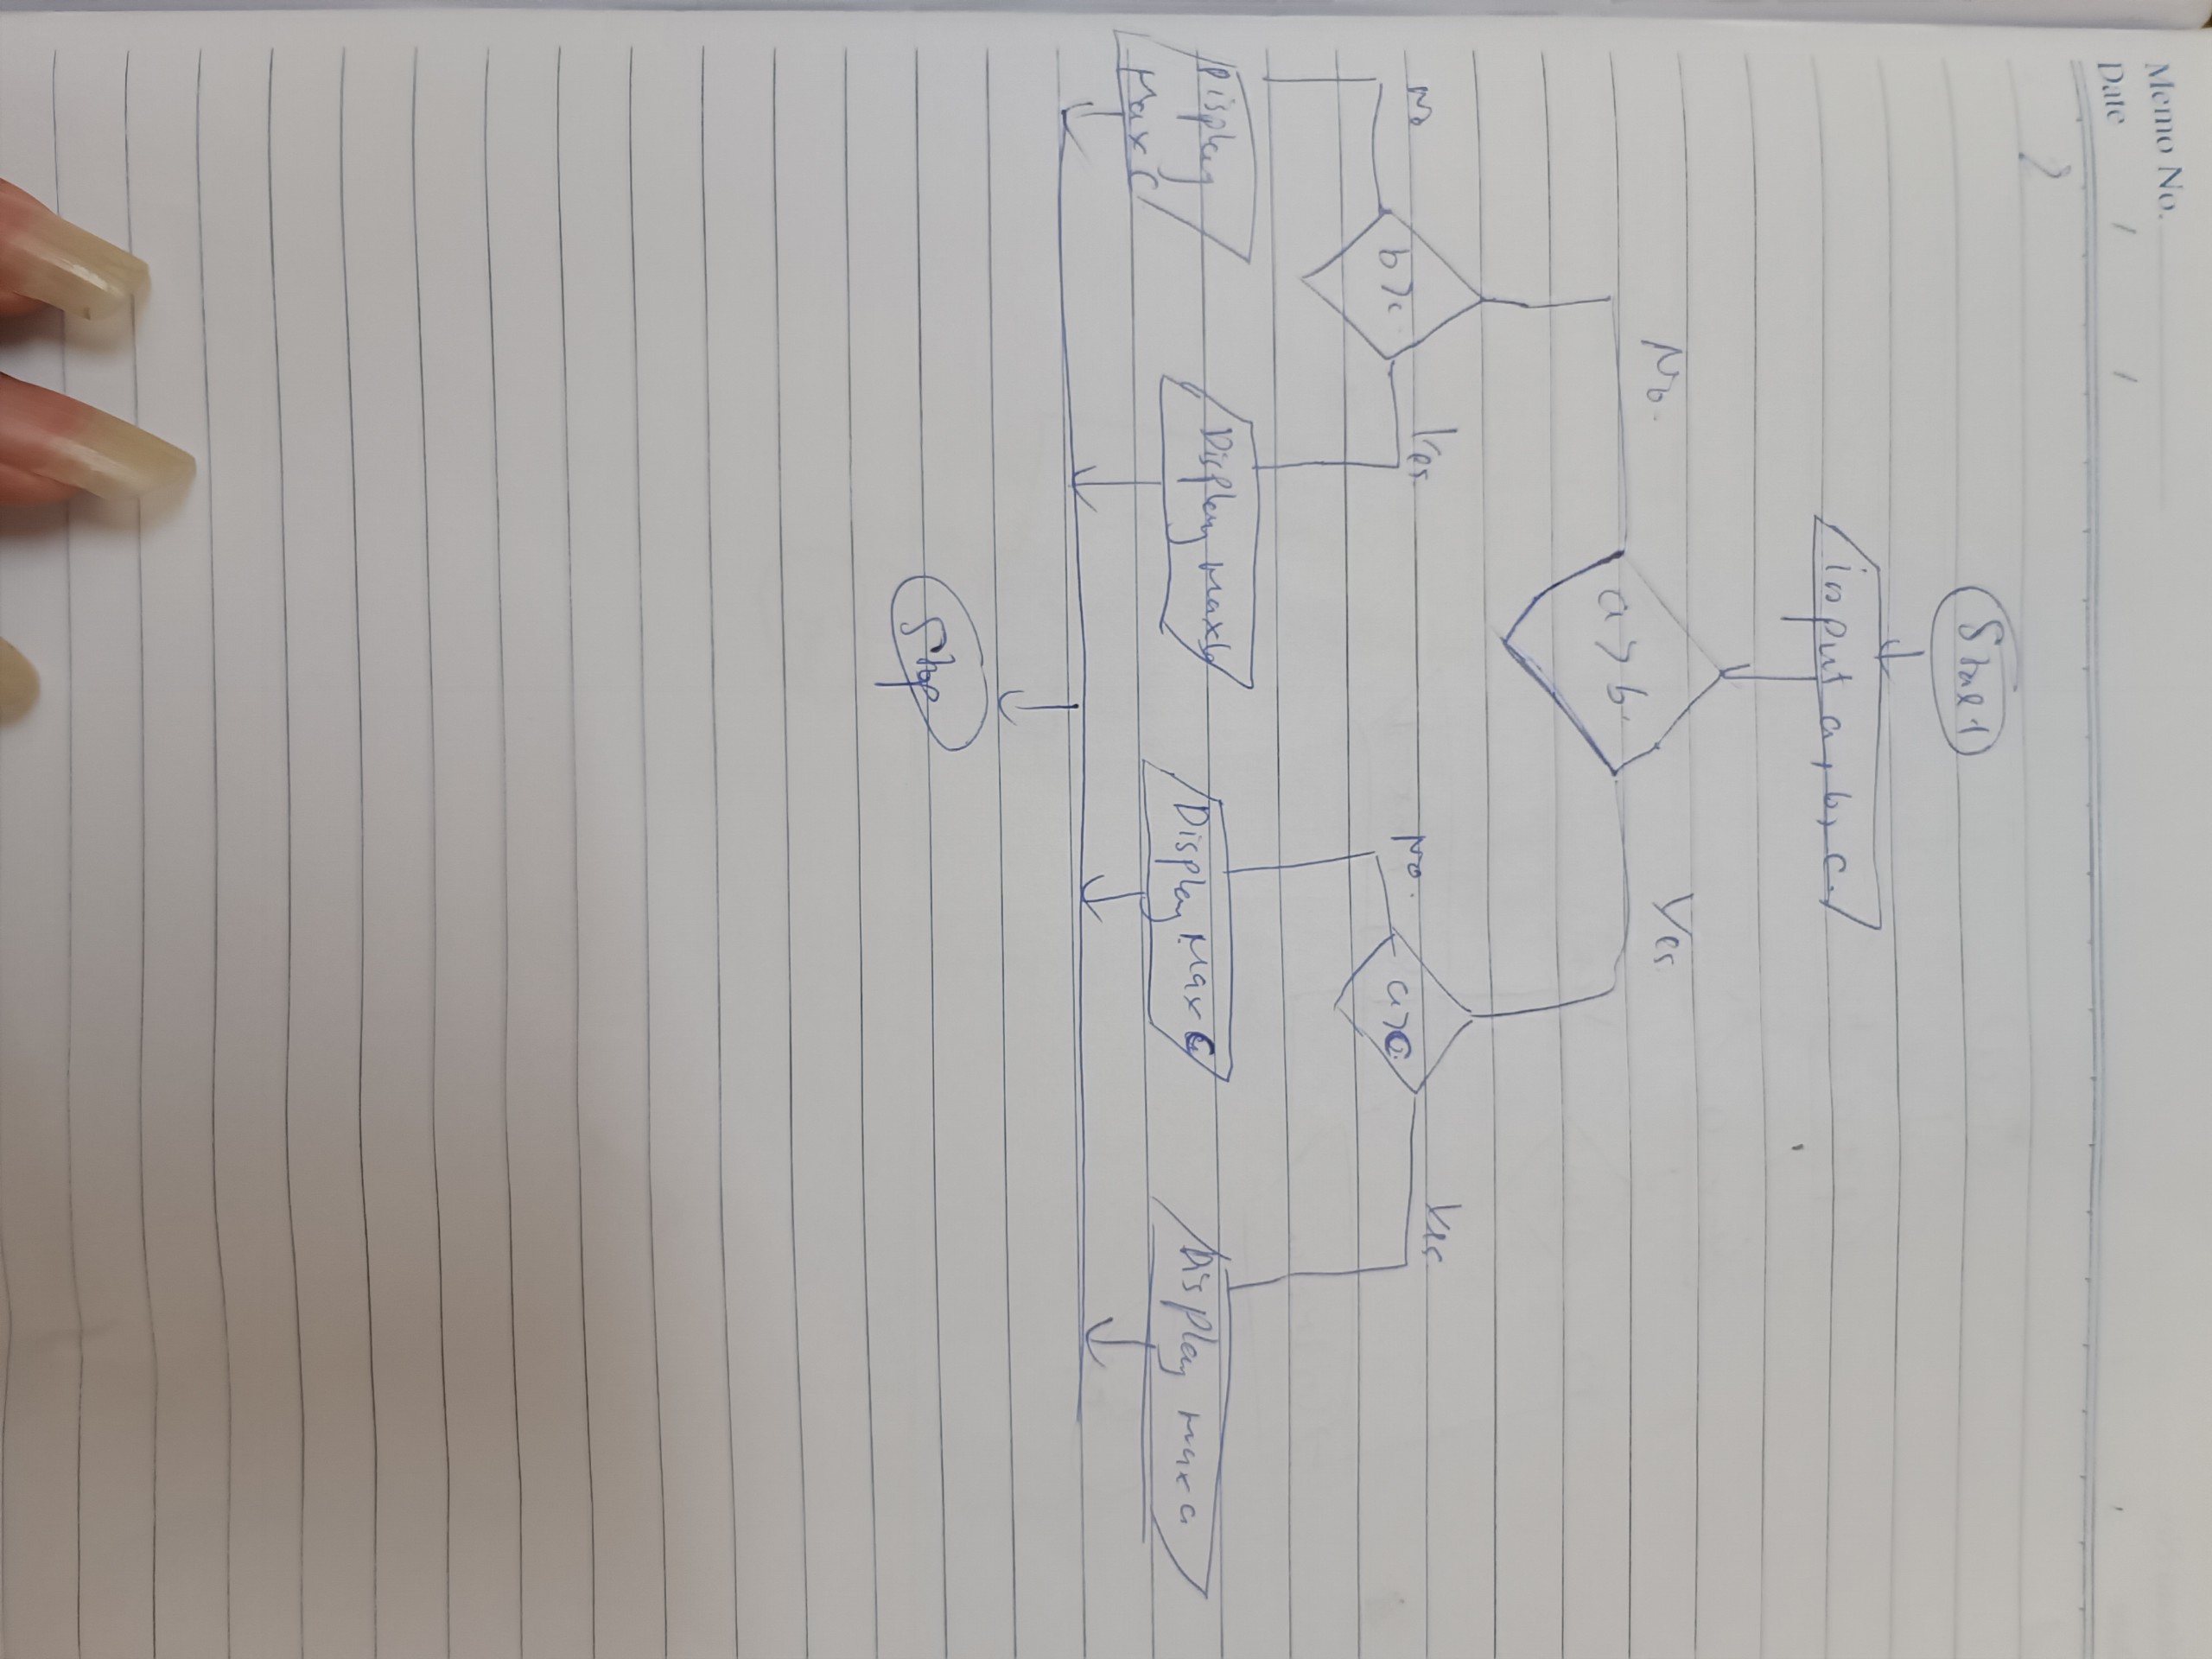 Memo No.
Date / /
Start
input a, b, c.
a > b.
No.
Yes
b > c.
a > c.
No
Yes
No.
Yes
Display
Max C
Display Max b
Display Max C
Display max a
Stop